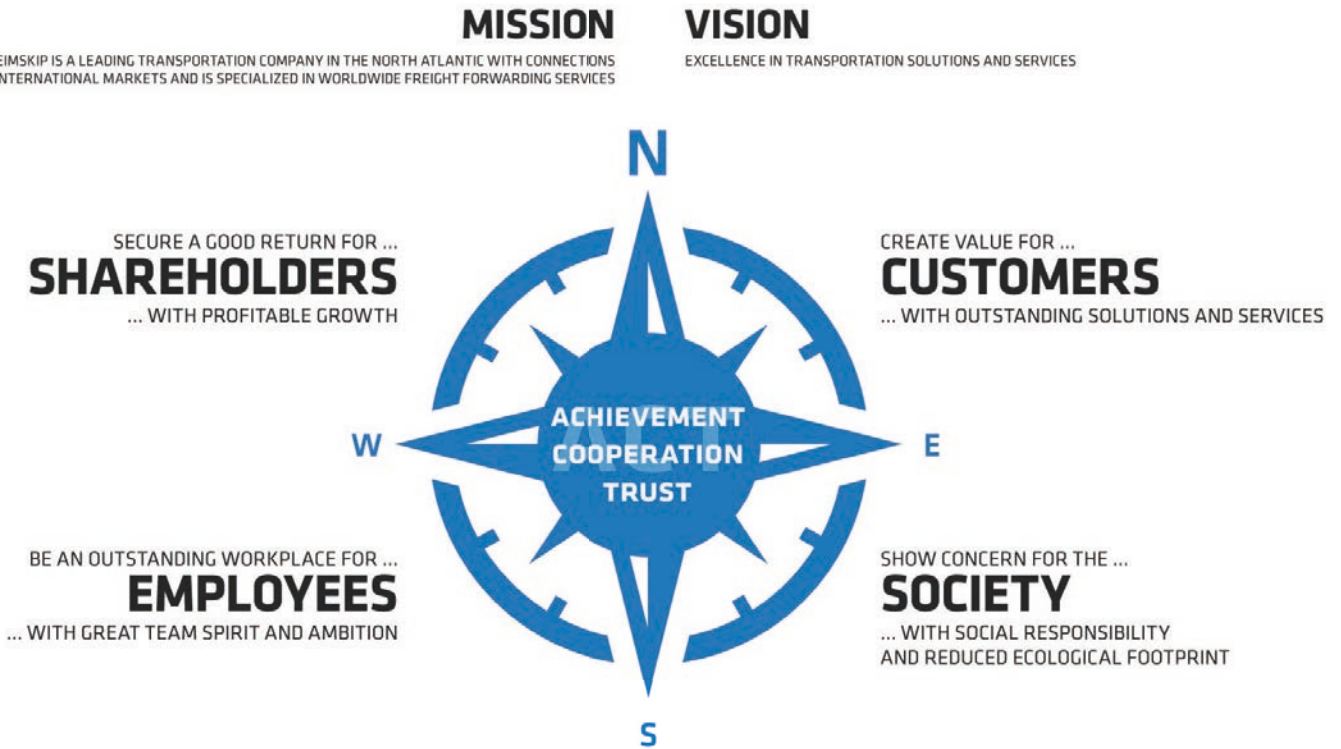 MISSION
EIMSKIP IS A LEADING TRANSPORTATION COMPANY IN THE NORTH ATLANTIC WITH CONNECTIONS
INTERNATIONAL MARKETS AND IS SPECIALIZED IN WORLDWIDE FREIGHT FORWARDING SERVICES
VISION
EXCELLENCE IN TRANSPORTATION SOLUTIONS AND SERVICES
N
SECURE A GOOD RETURN FOR ...
SHAREHOLDERS
... WITH PROFITABLE GROWTH
CREATE VALUE FOR ...
CUSTOMERS
... WITH OUTSTANDING SOLUTIONS AND SERVICES
W
ACT
ACHIEVEMENT
COOPERATION
TRUST
E
BE AN OUTSTANDING WORKPLACE FOR ...
EMPLOYEES
... WITH GREAT TEAM SPIRIT AND AMBITION
SHOW CONCERN FOR THE ...
SOCIETY
... WITH SOCIAL RESPONSIBILITY
AND REDUCED ECOLOGICAL FOOTPRINT
S